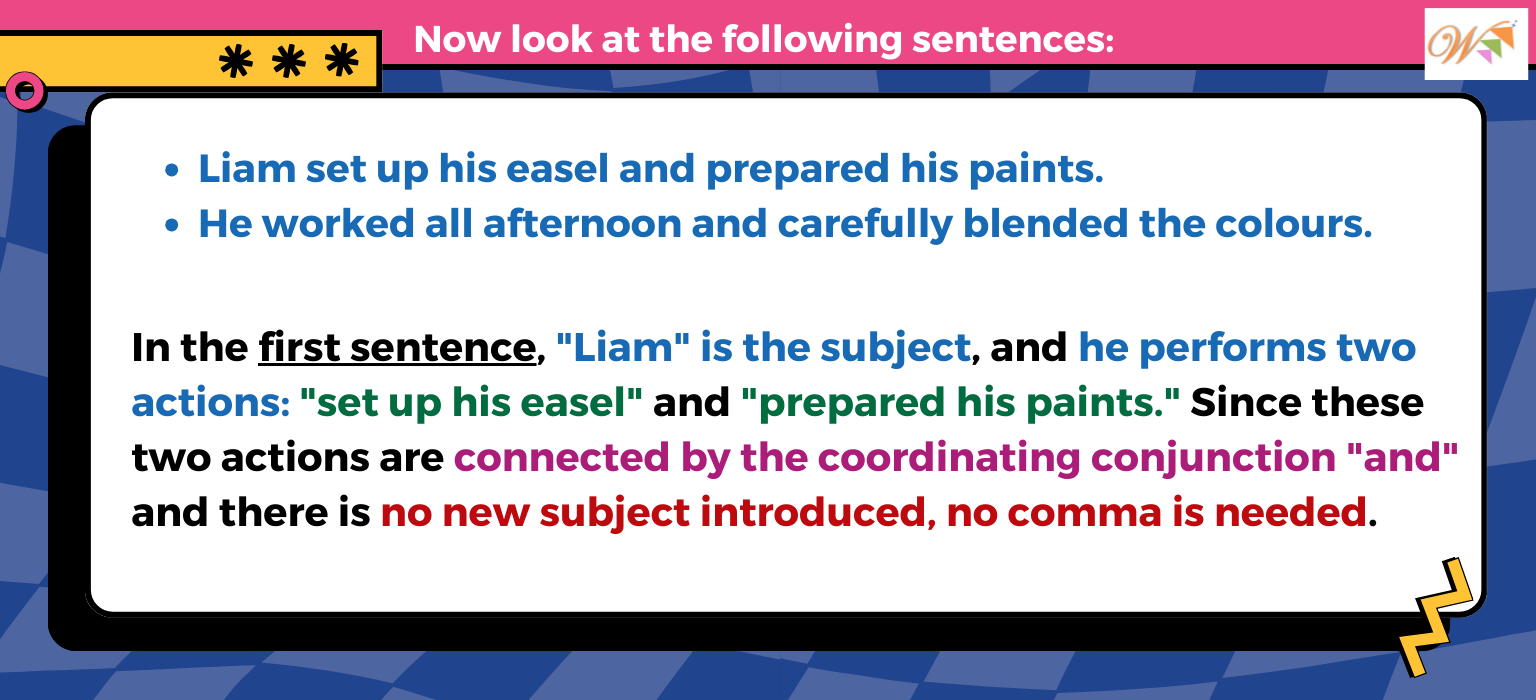 Now look at the following sentences:
• Liam set up his easel and prepared his paints.
• He worked all afternoon and carefully blended the colours.
In the first sentence, "Liam" is the subject, and he performs two
actions: "set up his easel" and "prepared his paints." Since these
two actions are connected by the coordinating conjunction "and"
and there is no new subject introduced, no comma is needed.